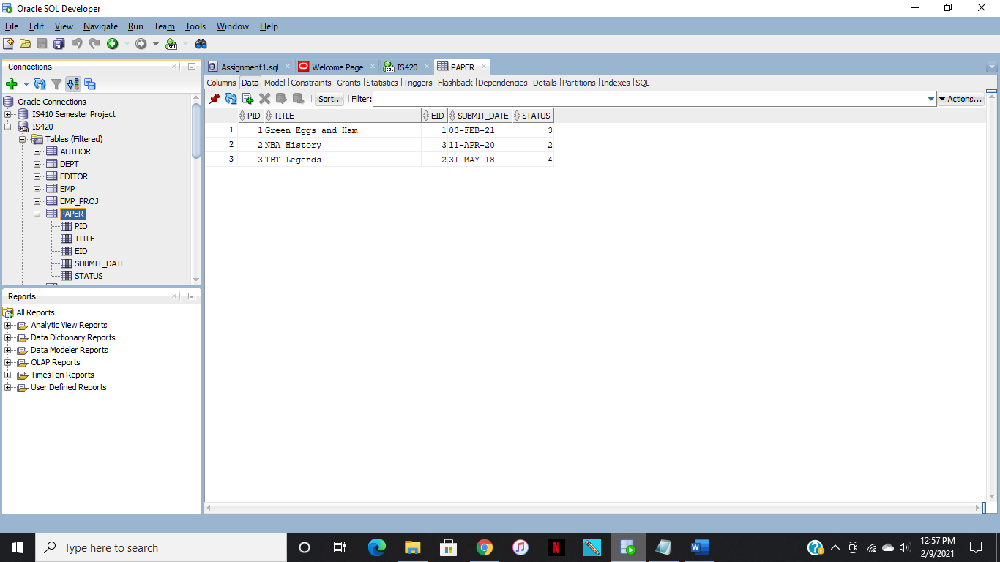 Oracle SQL Developer
File Edit View Navigate Run Team Tools Window Help
Connections
Oracle Connections
IS410 Semester Project
IS420
Tables (Filtered)
AUTHOR
DEPT
EDITOR
EMP
EMP_PROJ
PAPER
PID
TITLE
EID
SUBMIT_DATE
STATUS
Reports
All Reports
Analytic View Reports
Data Dictionary Reports
Data Modeler Reports
OLAP Reports
TimesTen Reports
User Defined Reports
Assignment1.sql Welcome Page IS420 PAPER
Columns Data Model Constraints Grants Statistics Triggers Flashback Dependencies Details Partitions Indexes SQL
Sort.. Filter: Actions...
PID TITLE EID SUBMIT_DATE STATUS
1 1 Green Eggs and Ham 1 03-FEB-21 3
2 2 NBA History 3 11-APR-20 2
3 3 TBT Legends 2 31-MAY-18 4
Type here to search
12:57 PM
2/9/2021